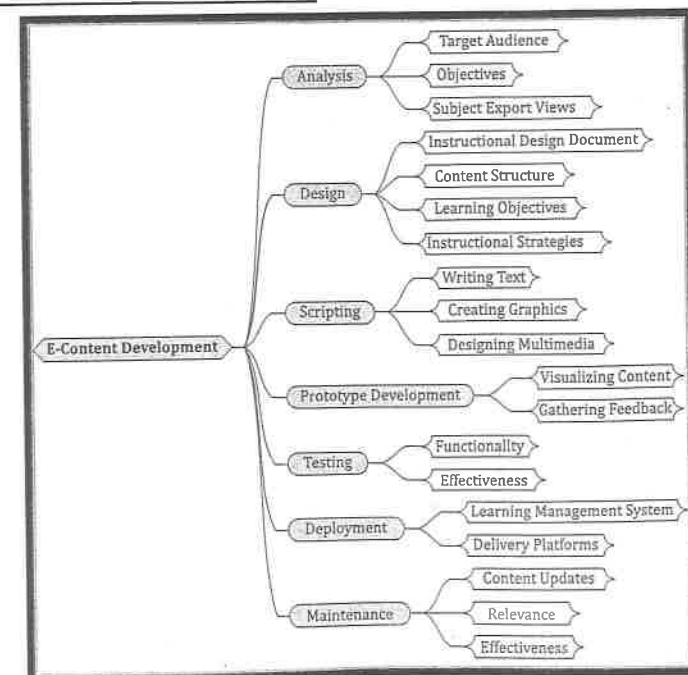 Target Audience
Analysis
Objectives
Subject Export Views
Instructional Design Document
Content Structure
Design
Learning Objectives
Instructional Strategies
Writing Text
Scripting
Creating Graphics
Designing Multimedia
E-Content Development
Visualizing Content
Prototype Development
Gathering Feedback
Functionality
Testing
Effectiveness
Learning Management System
Deployment
Delivery Platforms
Content Updates
Maintenance
Relevance
Effectiveness